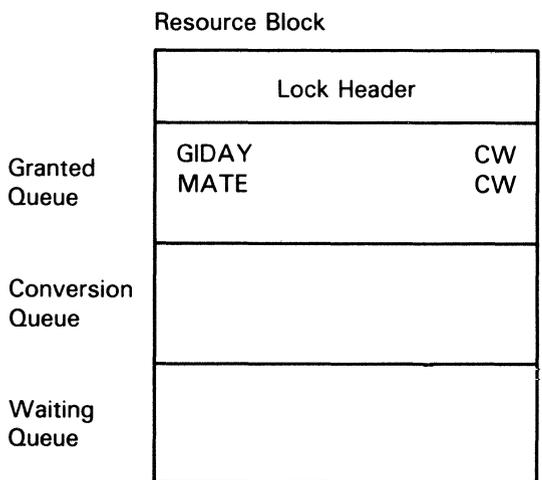 Resource Block
Lock Header
Granted
Queue
GIDAY CW
MATE CW
Conversion
Queue
Waiting
Queue